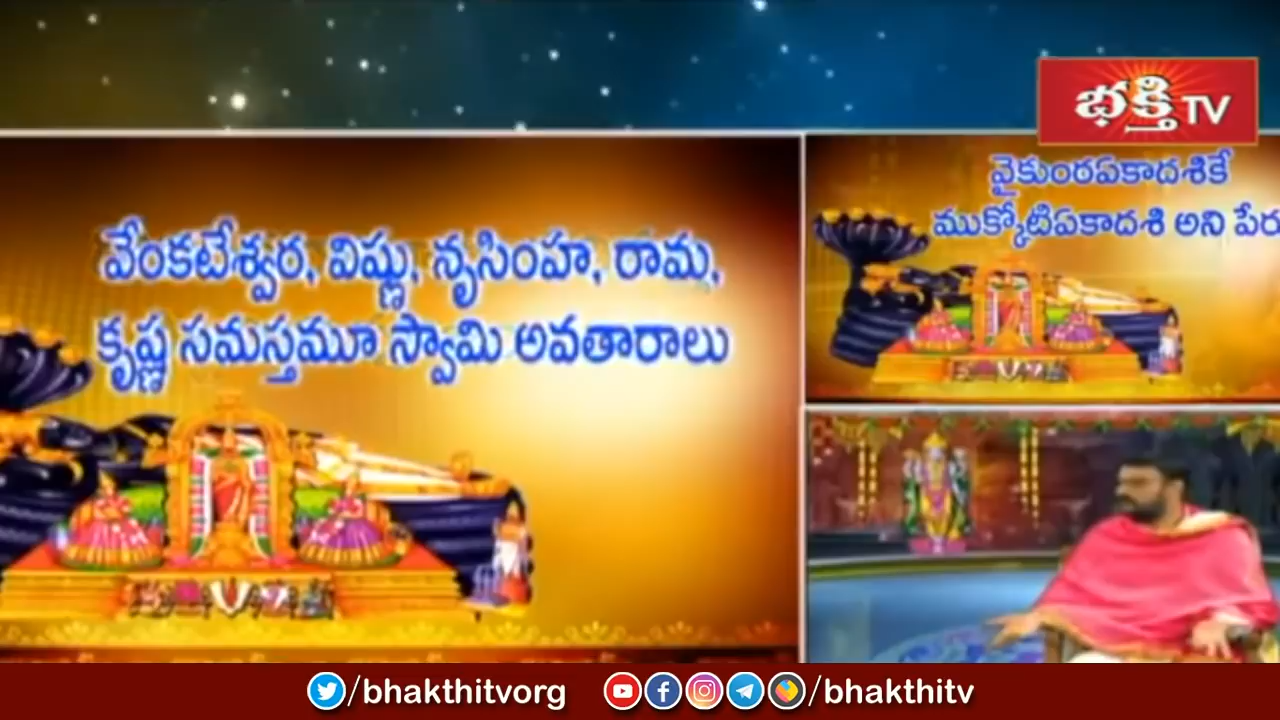 భక్తి TV
వేంకటేశ్వర, విష్ణు, నృసింహ, రామ,
కృష్ణ సమస్తమూ స్వామి అవతారాలు
వైకుంఠఏకాదశికే
ముక్కోటిఏకాదశి అని పేరు
/bhakthitvorg
/bhakthitv